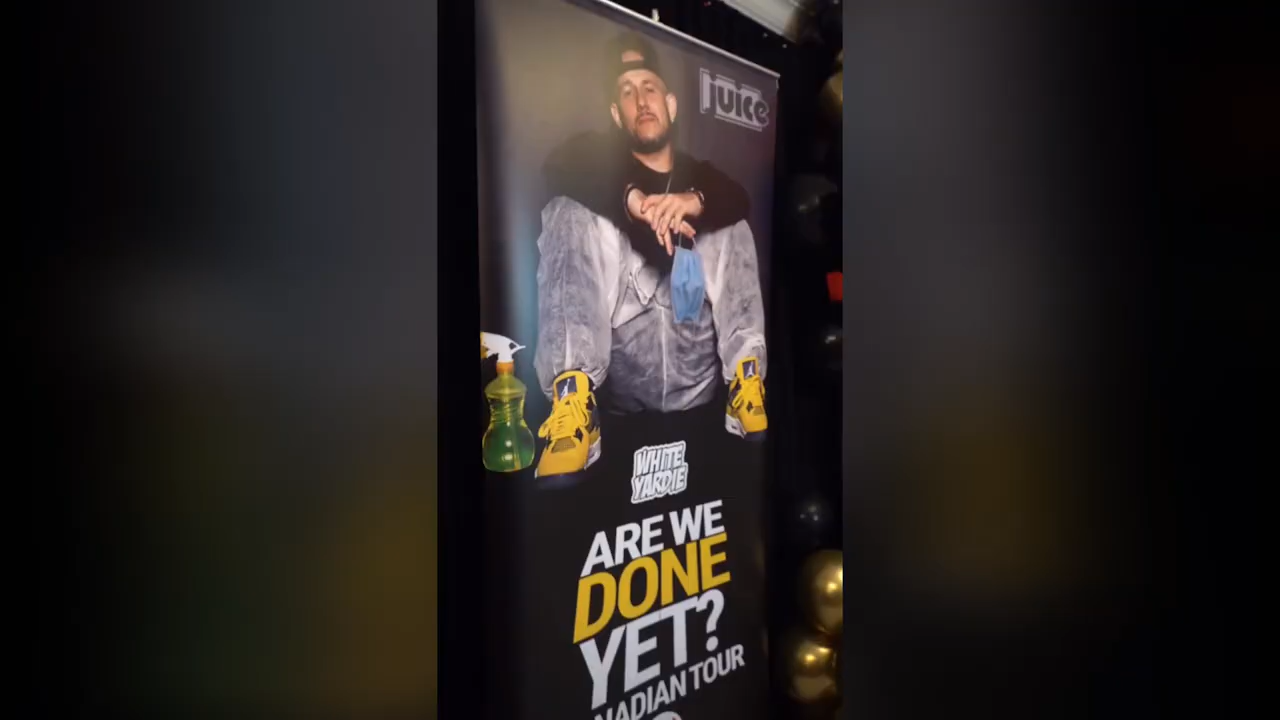 juice
WHITE
YARDIE
ARE WE
DONE
YET?
NADIAN TOUR